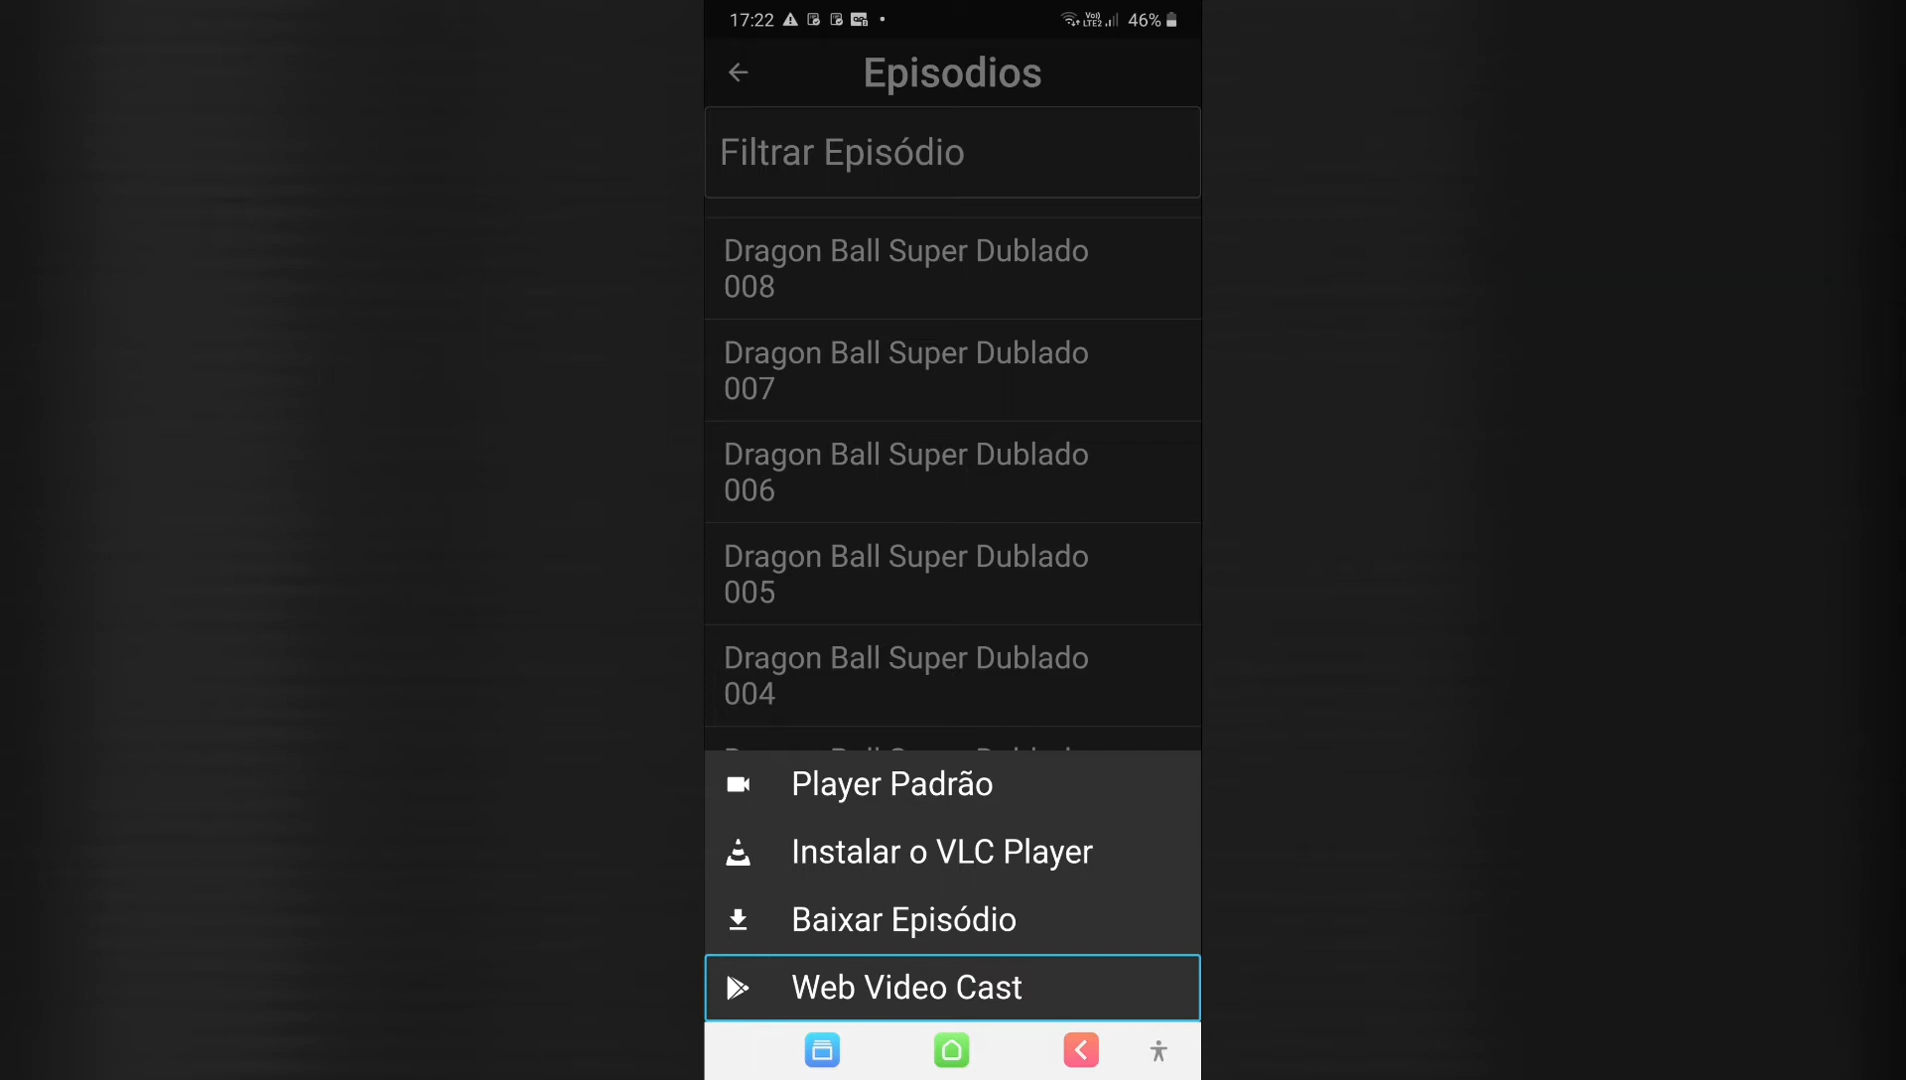 17:22
Vo)) LTE2 46%
Episodios
Filtrar Episódio
Dragon Ball Super Dublado
008
Dragon Ball Super Dublado
007
Dragon Ball Super Dublado
006
Dragon Ball Super Dublado
005
Dragon Ball Super Dublado
004
Player Padrão
Instalar o VLC Player
Baixar Episódio
Web Video Cast